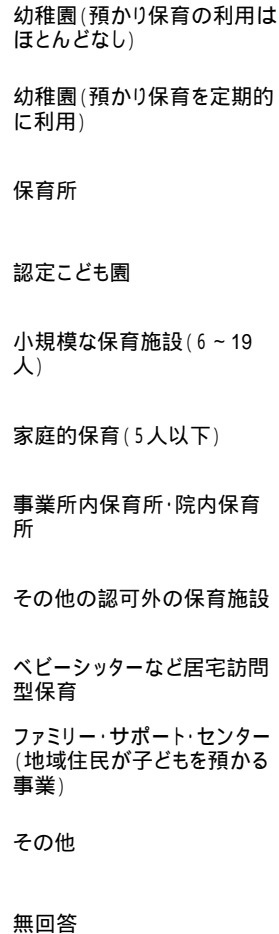 幼稚園(預かり保育の利用は
ほとんどなし)
幼稚園(預かり保育を定期的
に利用)
保育所
認定こども園
小規模な保育施設(6~19
人)
家庭的保育(5人以下)
事業所内保育所・院内保育
所
その他の認可外の保育施設
ベビーシッターなど居宅訪問
型保育
ファミリー・サポート・センター
(地域住民が子どもを預かる
事業)
その他
無回答